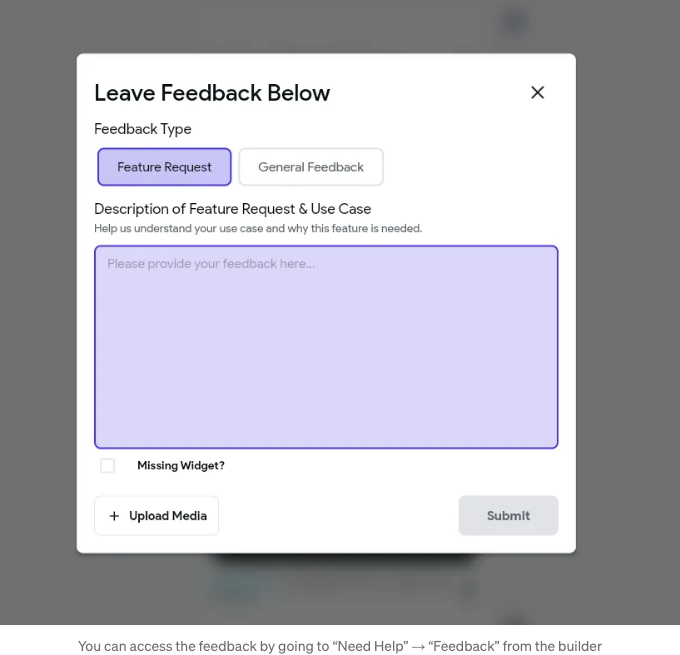 Leave Feedback Below
Feedback Type
Feature Request
General Feedback
Description of Feature Request & Use Case
Help us understand your use case and why this feature is needed.
Please provide your feedback here...
Missing Widget?
+ Upload Media
Submit
You can access the feedback by going to “Need Help” → “Feedback” from the builder